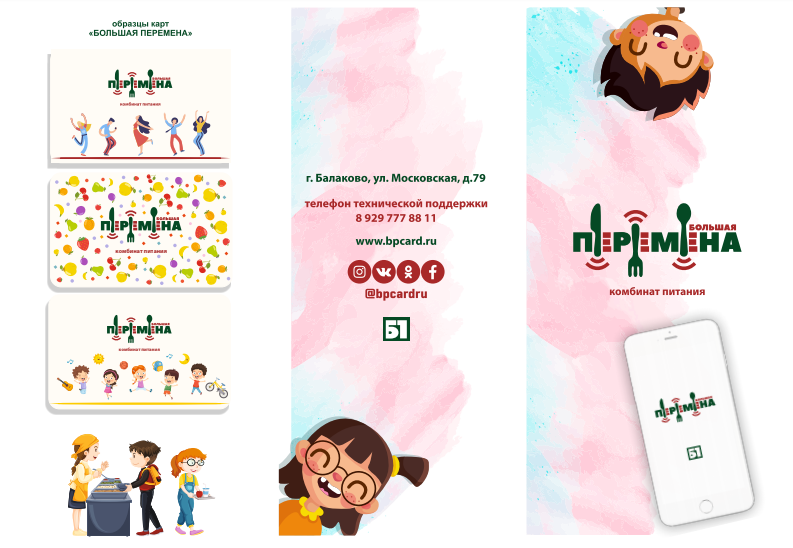 образцы карт
«БОЛЬШАЯ ПЕРЕМЕНА»
БОЛЬШАЯ
ПЕРЕМЕНА
комбинат питания
БОЛЬШАЯ
ПЕРЕМЕНА
комбинат питания
БОЛЬШАЯ
ПЕРЕМЕНА
комбинат питания
г. Балаково, ул. Московская, д.79
телефон технической поддержки
8 929 777 88 11
www.bpcard.ru
@bpcardru
БП
БОЛЬШАЯ
ПЕРЕМЕНА
комбинат питания
БОЛЬШАЯ
ПЕРЕМЕНА
БП